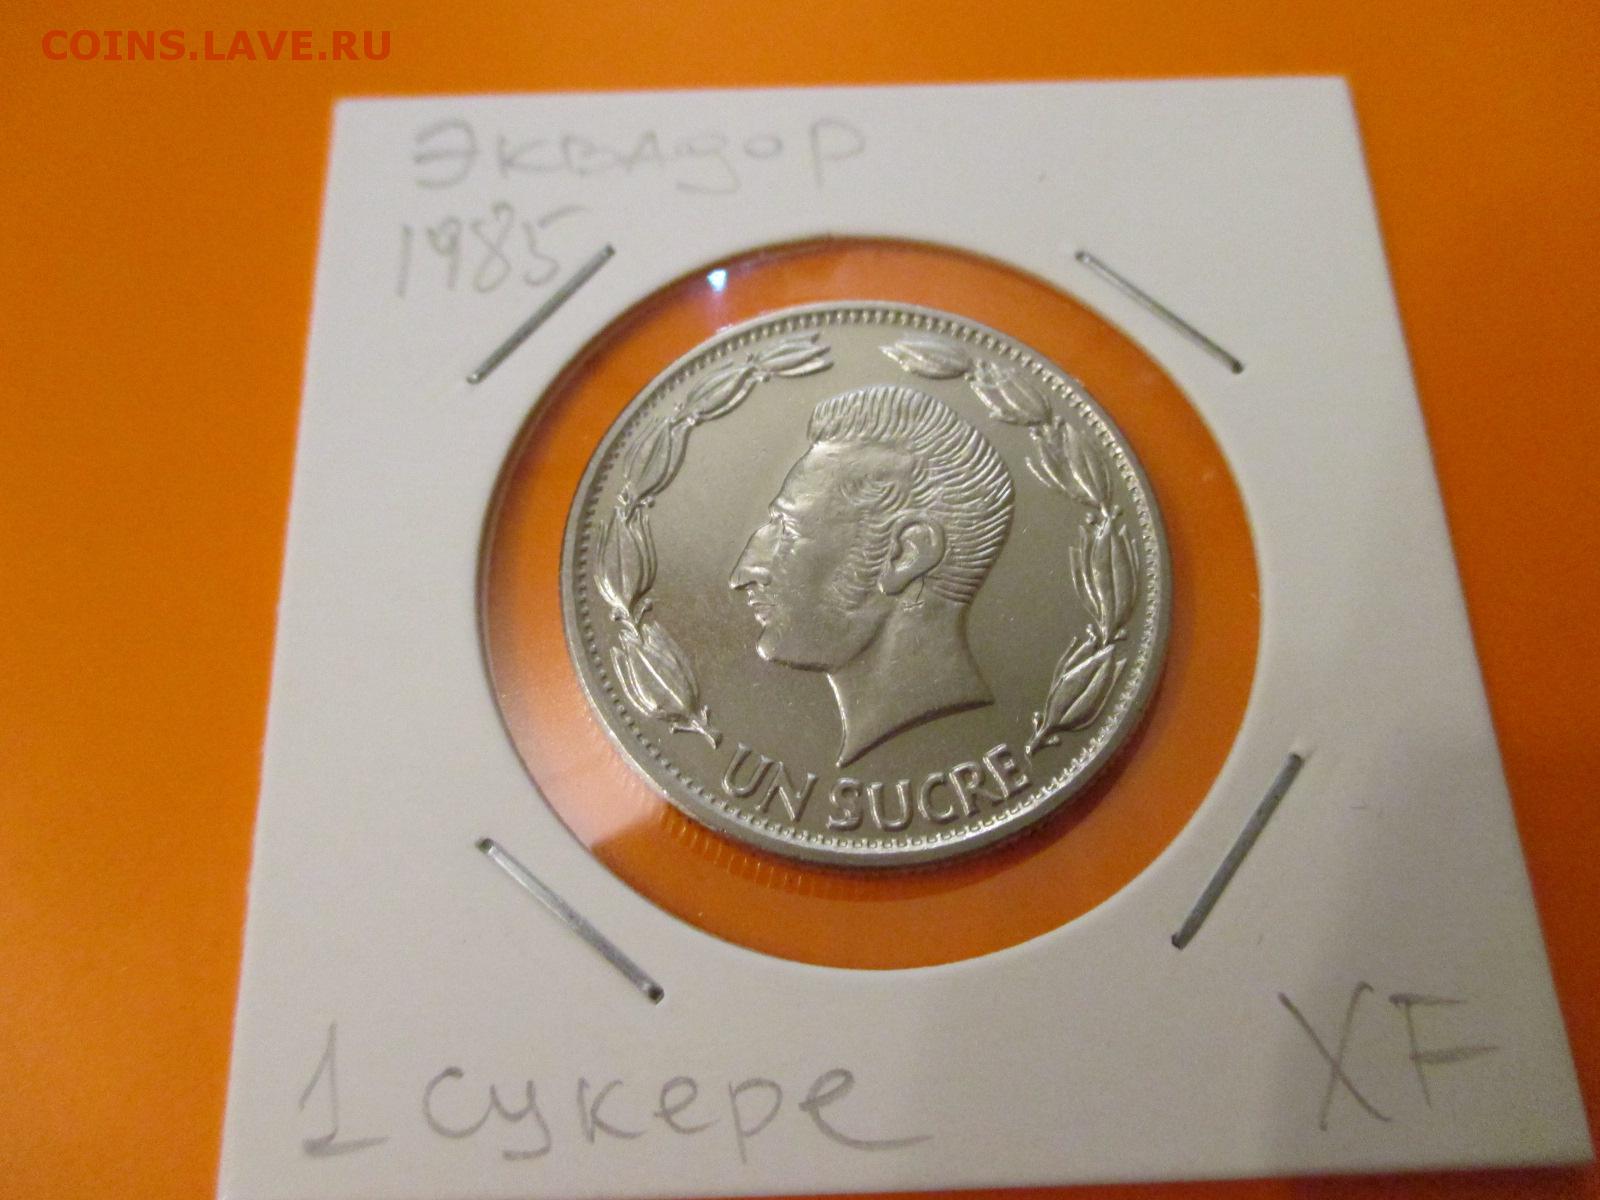 COINS.LAVE.RU
Эквадор
1985
UN SUCRE
1 сукере
XF